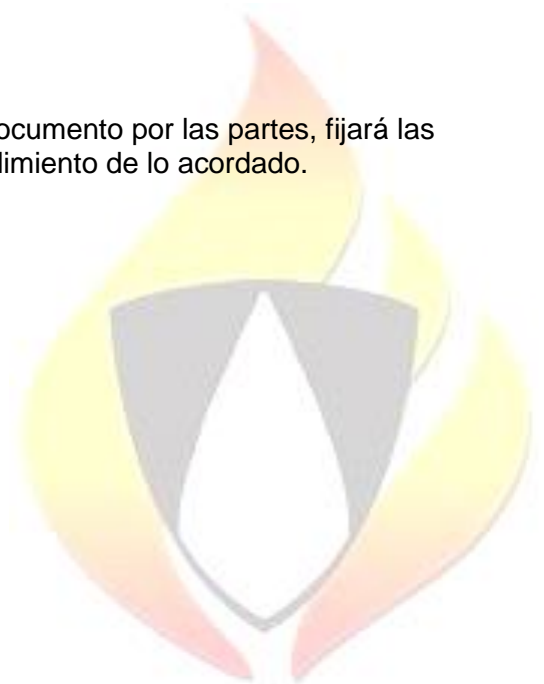 ocumento por las partes, fijará las
limiento de lo acordado.